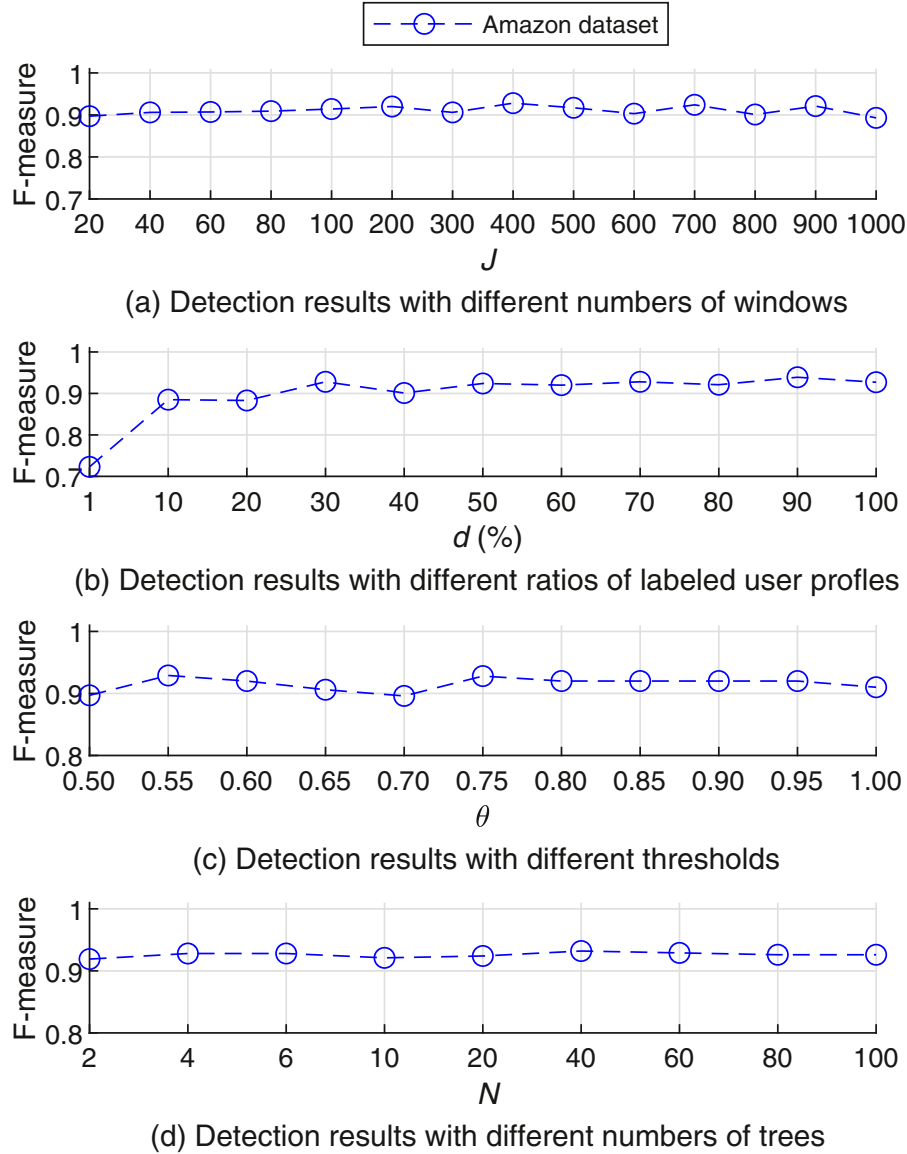 Amazon dataset
F-measure
1
0.9
0.8
0.7
20 40 60 80 100 200 300 400 500 600 700 800 900 1000
J
(a) Detection results with different numbers of windows
F-measure
1
0.9
0.8
0.7
1 10 20 30 40 50 60 70 80 90 100
d (%)
(b) Detection results with different ratios of labeled user profles
F-measure
1
0.9
0.8
0.50 0.55 0.60 0.65 0.70 0.75 0.80 0.85 0.90 0.95 1.00
θ
(c) Detection results with different thresholds
F-measure
1
0.9
0.8
2 4 6 10 20 40 60 80 100
N
(d) Detection results with different numbers of trees